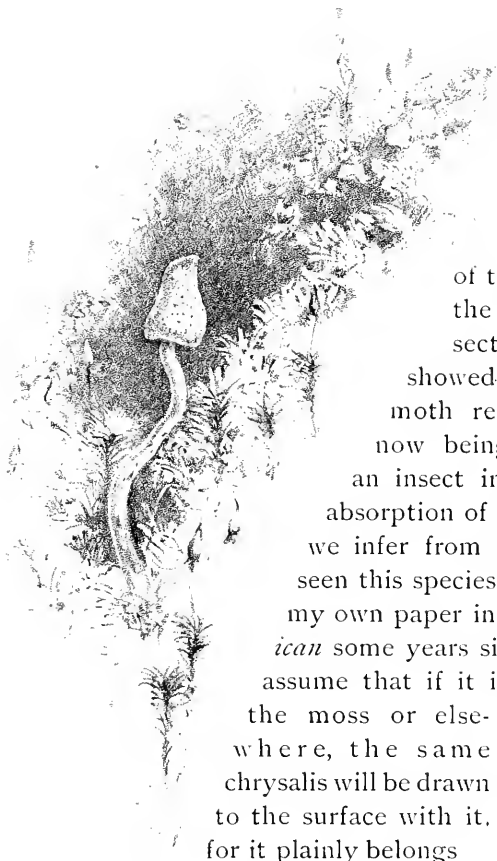 of t
the
sect
showed-
moth re
now being
an insect in
absorption of
we infer from
seen this species
my own paper in
ican some years si
assume that if it i
the moss or else-
where, the same
chrysalis will be drawn
to the surface with it,
for it plainly belongs